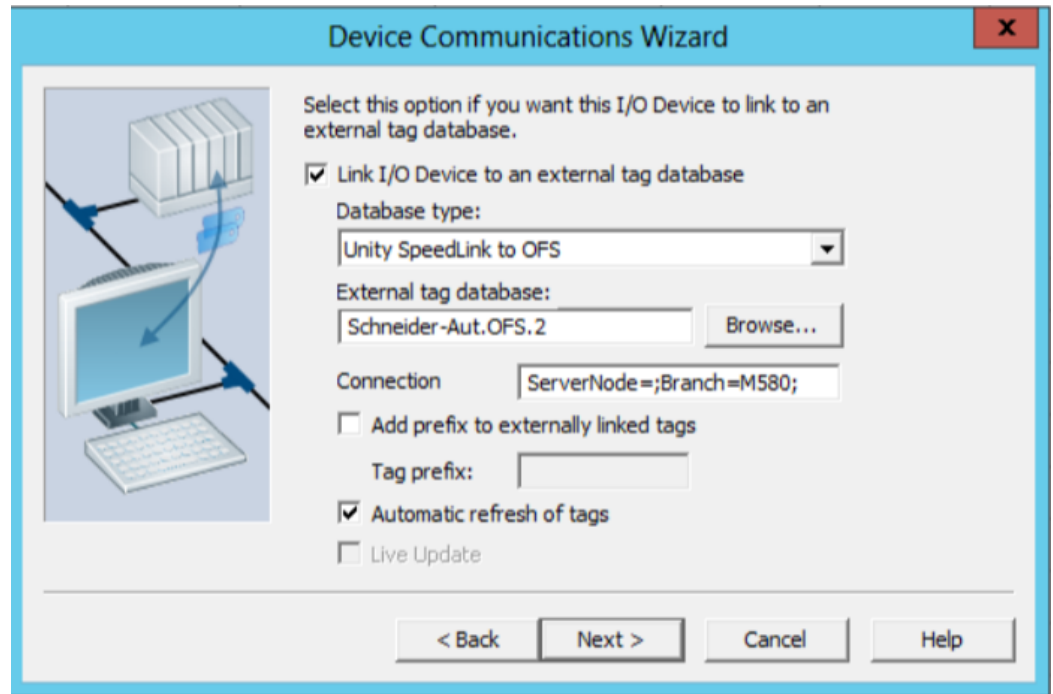 Device Communications Wizard
x
Select this option if you want this I/O Device to link to an
external tag database.
Link I/O Device to an external tag database
Database type:
Unity SpeedLink to OFS
External tag database:
Schneider-Aut.OFS.2
Browse...
Connection
ServerNode=;Branch=M580;
Add prefix to externally linked tags
Tag prefix:
Automatic refresh of tags
Live Update
< Back
Next >
Cancel
Help